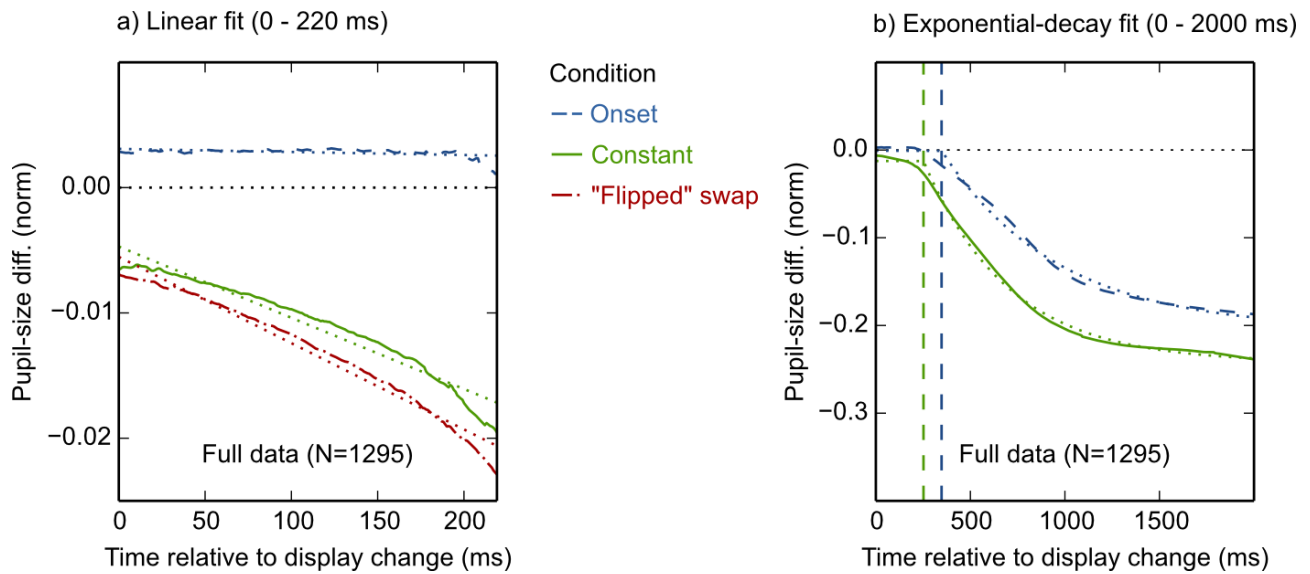 a) Linear fit (0 - 220 ms)
b) Exponential-decay fit (0 - 2000 ms)
Condition
Onset
Constant
"Flipped" swap
Pupil-size diff. (norm)
0.00
−0.01
−0.02
Full data (N=1295)
0 50 100 150 200
Time relative to display change (ms)
Pupil-size diff. (norm)
0.0
−0.1
−0.2
−0.3
Full data (N=1295)
0 500 1000 1500
Time relative to display change (ms)